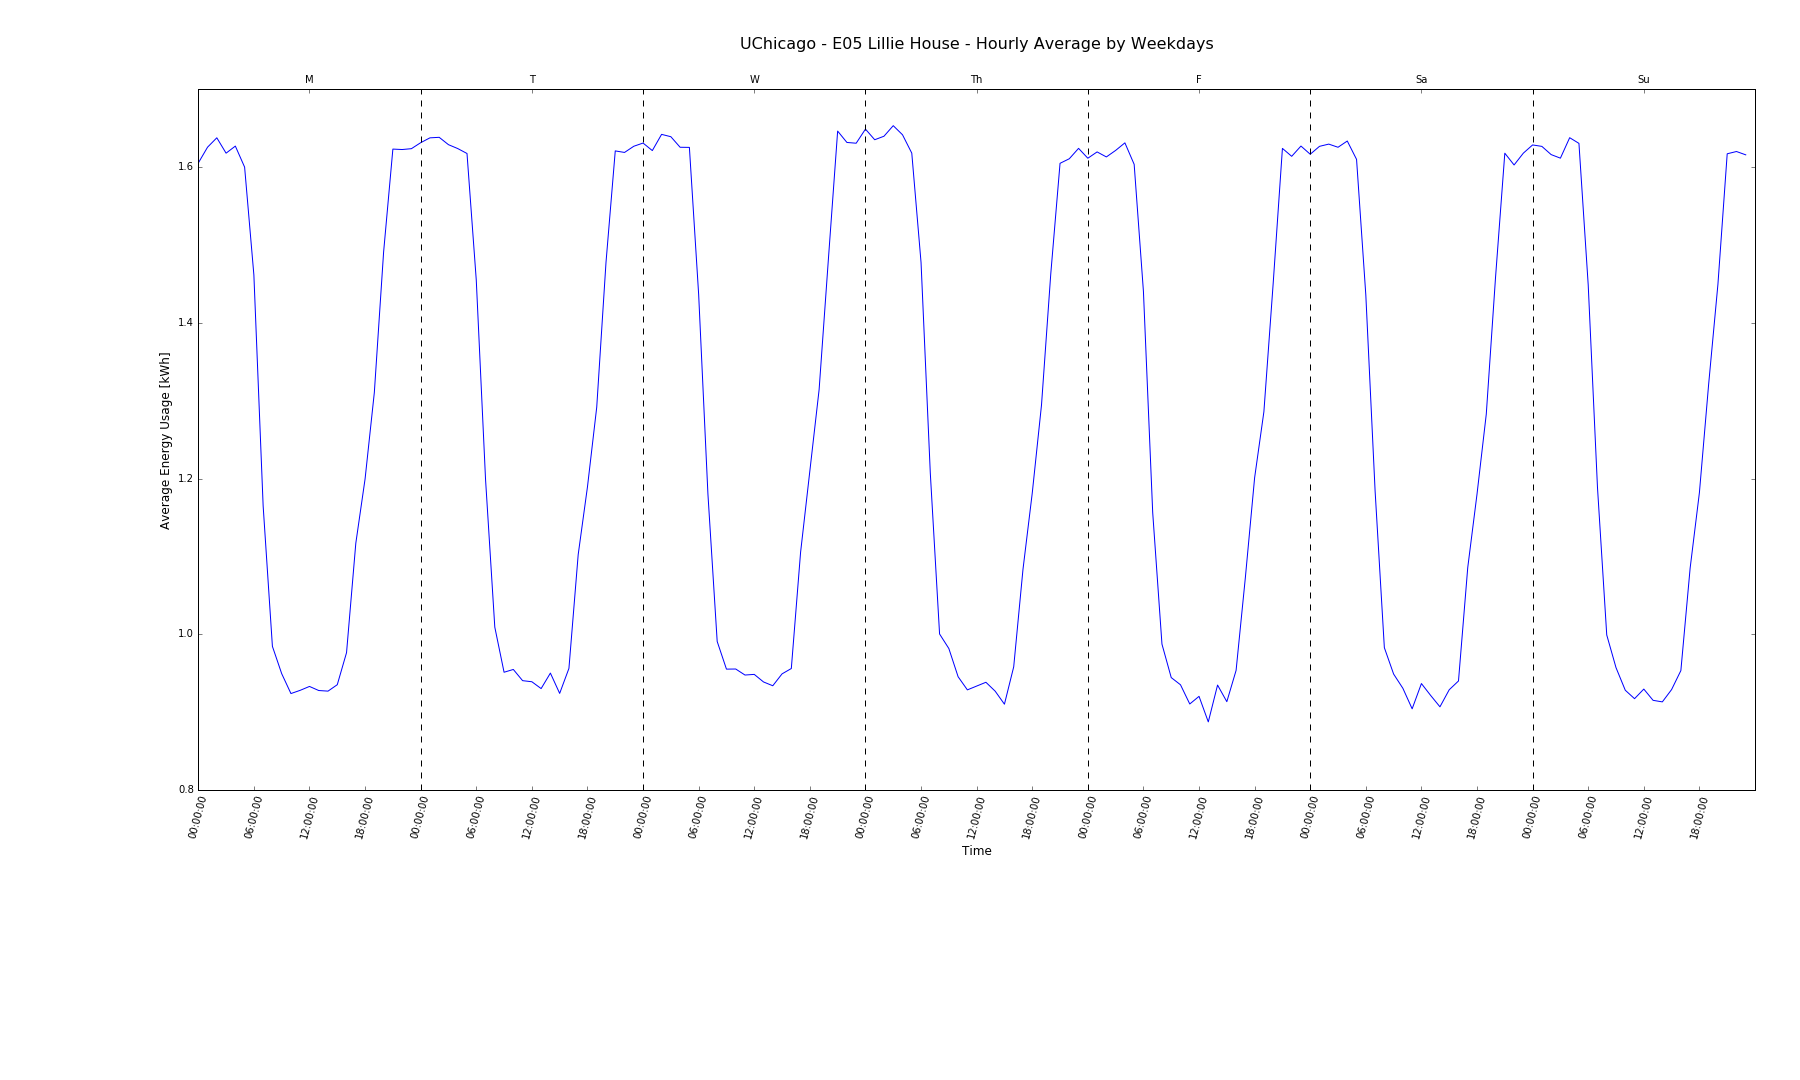 UChicago - E05 Lillie House - Hourly Average by Weekdays
M T W Th F Sa Su
Average Energy Usage [kWh]
1.6
1.4
1.2
1.0
0.8
00:00:00 06:00:00 12:00:00 18:00:00 00:00:00 06:00:00 12:00:00 18:00:00 00:00:00 06:00:00 12:00:00 18:00:00 00:00:00 06:00:00 12:00:00 18:00:00 00:00:00 06:00:00 12:00:00 18:00:00 00:00:00 06:00:00 12:00:00 18:00:00 00:00:00 06:00:00 12:00:00 18:00:00
Time